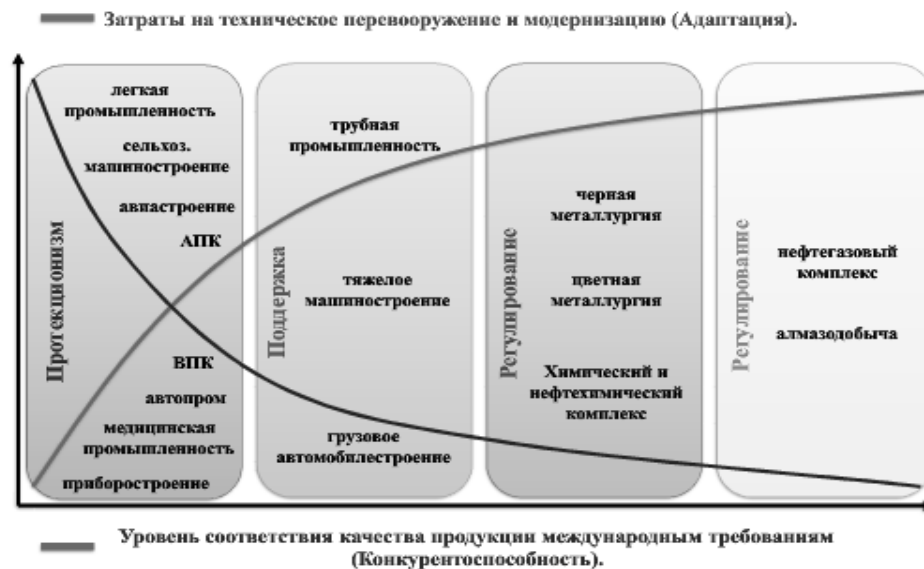 Затраты на техническое перевооружение и модернизацию (Адаптация).
Протекционизм
легкая
промышленность
сельхоз.
машиностроение
авиастроение
АПК
ВПК
автопром
медицинская
промышленность
приборостроение
Поддержка
трубная
промышленность
тяжелое
машиностроение
грузовое
автомобилестроение
Регулирование
черная
металлургия
цветная
металлургия
Химический и
нефтехимический
комплекс
Регулирование
нефтегазовый
комплекс
алмазодобыча
Уровень соответствия качества продукции международным требованиям
(Конкурентоспособность).